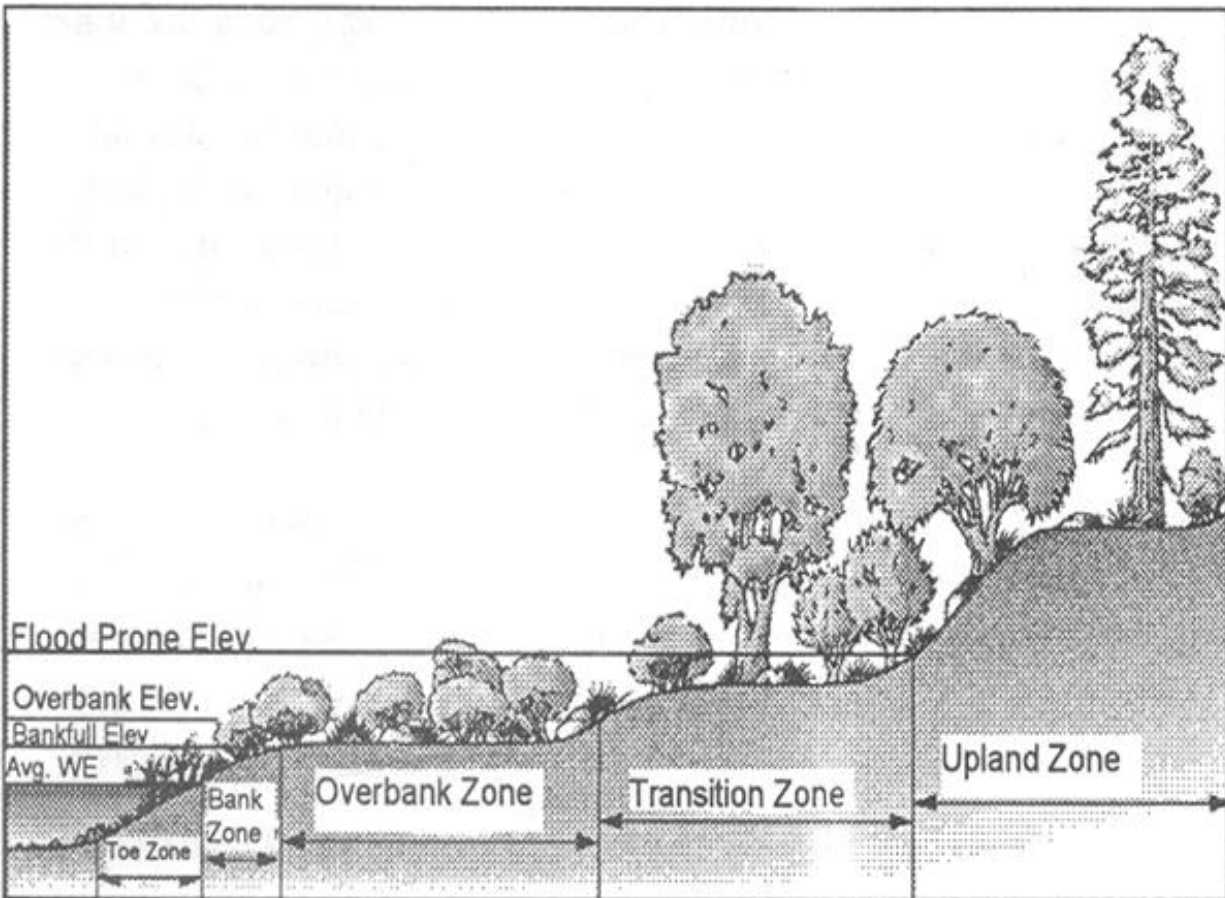 Flood Prone Elev.
Overbank Elev.
Bankfull Elev
Avg. WE
Toe Zone
Bank
Zone
Overbank Zone
Transition Zone
Upland Zone